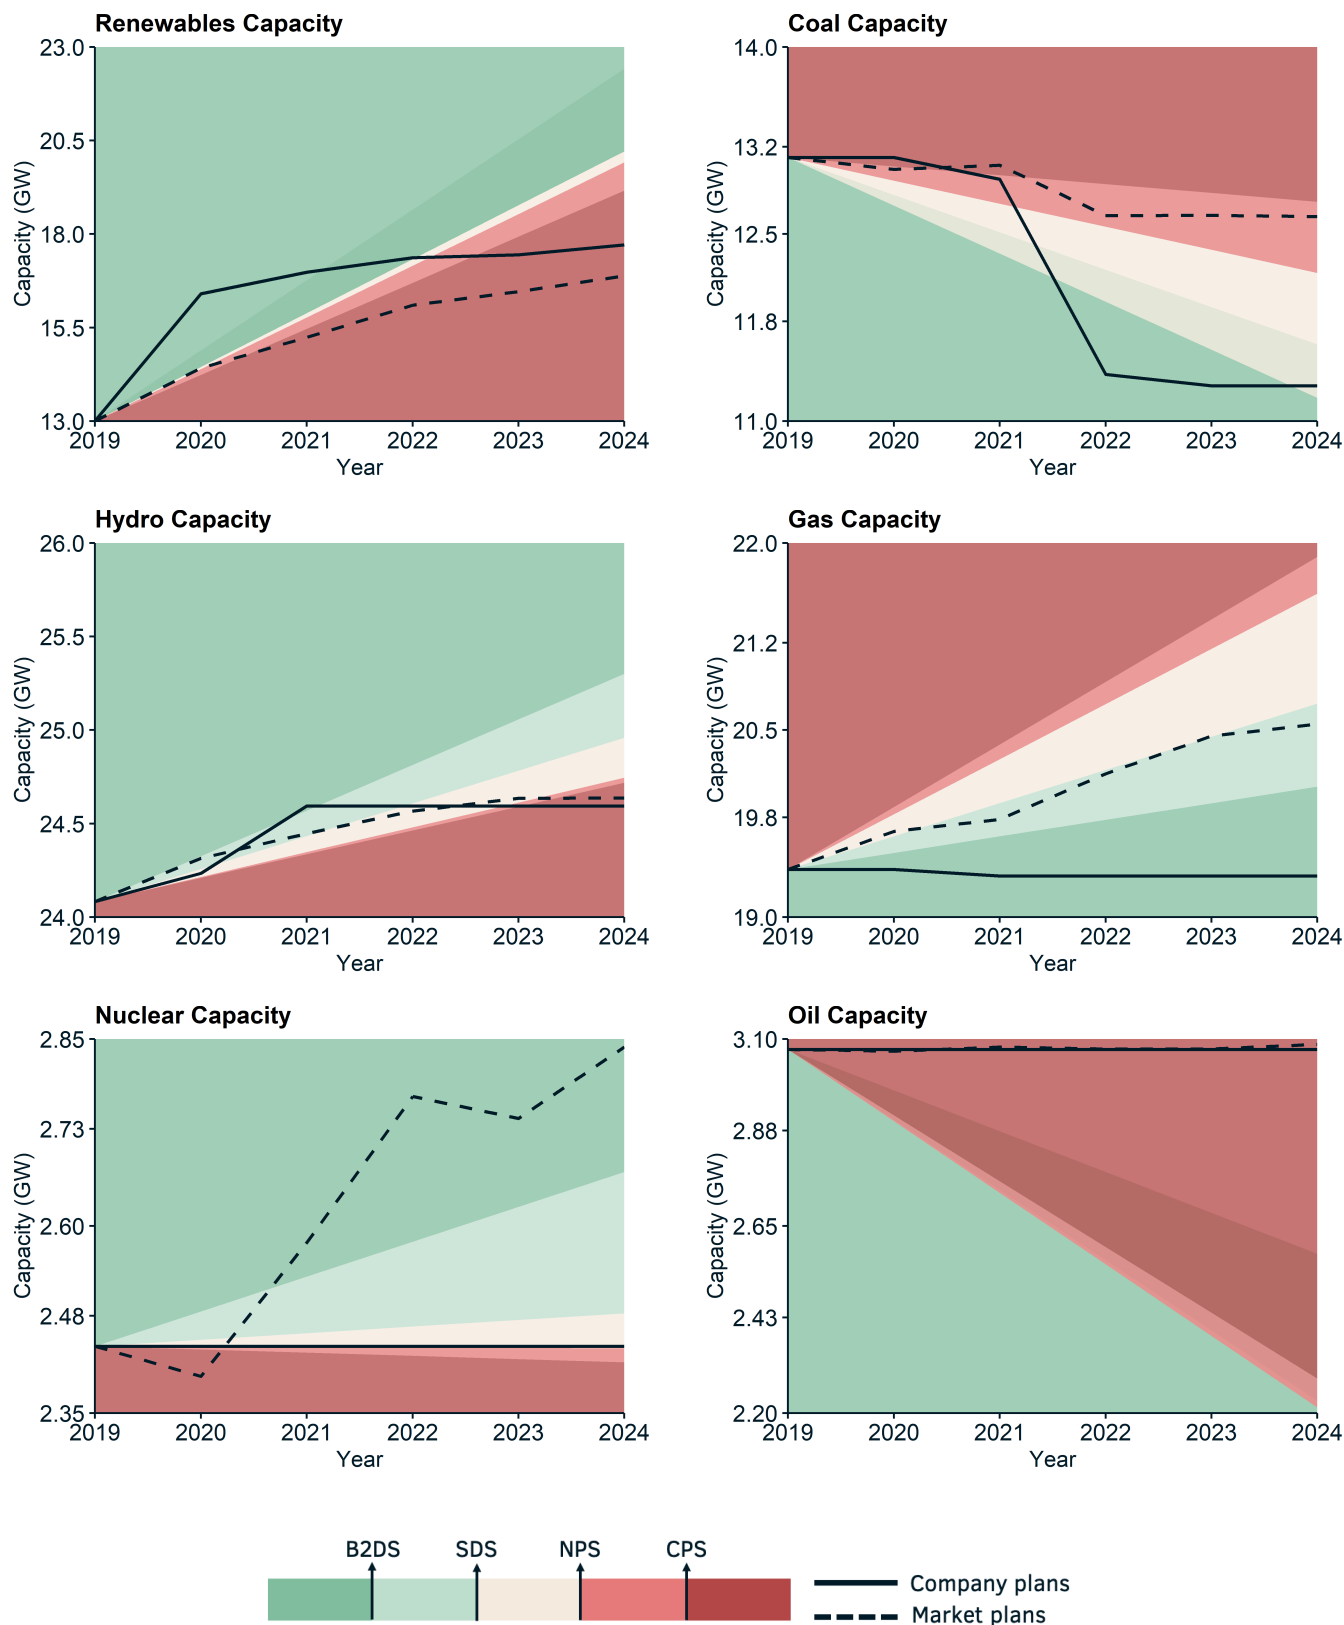 Renewables Capacity
Capacity (GW)
23.0
20.5
18.0
15.5
13.0
2019 2020 2021 2022 2023 2024
Year
Coal Capacity
Capacity (GW)
14.0
13.2
12.5
11.8
11.0
2019 2020 2021 2022 2023 2024
Year
Hydro Capacity
Capacity (GW)
26.0
25.5
25.0
24.5
24.0
2019 2020 2021 2022 2023 2024
Year
Gas Capacity
Capacity (GW)
22.0
21.2
20.5
19.8
19.0
2019 2020 2021 2022 2023 2024
Year
Nuclear Capacity
Capacity (GW)
2.85
2.73
2.60
2.48
2.35
2019 2020 2021 2022 2023 2024
Year
Oil Capacity
Capacity (GW)
3.10
2.88
2.65
2.43
2.20
2019 2020 2021 2022 2023 2024
Year
B2DS SDS NPS CPS
Company plans
Market plans